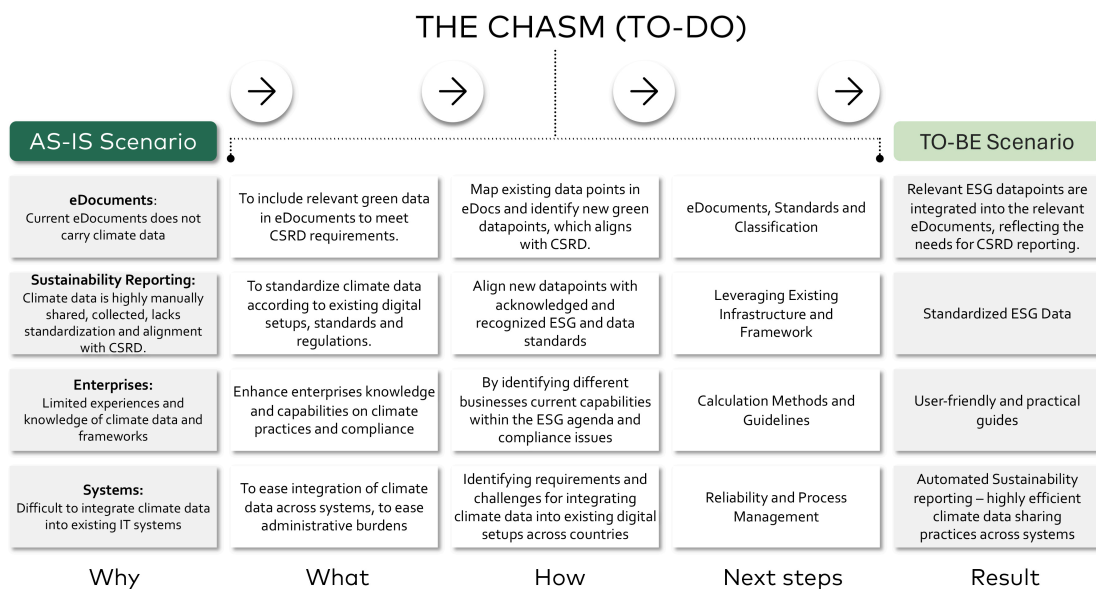 THE CHASM (TO-DO)
AS-IS Scenario
TO-BE Scenario
eDocuments:
Current eDocuments does not
carry climate data
To include relevant green data
in eDocuments to meet
CSRD requirements.
Map existing data points in
eDocs and identify new green
datapoints, which aligns
with CSRD.
eDocuments, Standards and
Classification
Relevant ESG datapoints are
integrated into the relevant
eDocuments, reflecting the
needs for CSRD reporting.
Sustainability Reporting:
Climate data is highly manually
shared, collected, lacks
standardization and alignment
with CSRD.
To standardize climate data
according to existing digital
setups, standards and
regulations.
Align new datapoints with
acknowledged and
recognized ESG and data
standards
Leveraging Existing
Infrastructure and
Framework
Standardized ESG Data
Enterprises:
Limited experiences and
knowledge of climate data and
frameworks
Enhance enterprises knowledge
and capabilities on climate
practices and compliance
By identifying different
businesses current capabilities
within the ESG agenda and
compliance issues
Calculation Methods and
Guidelines
User-friendly and practical
guides
Systems:
Difficult to integrate climate data
into existing IT systems
To ease integration of climate
data across systems, to ease
administrative burdens
Identifying requirements and
challenges for integrating
climate data into existing digital
setups across countries
Reliability and Process
Management
Automated Sustainability
reporting – highly efficient
climate data sharing
practices across systems
Why
What
How
Next steps
Result